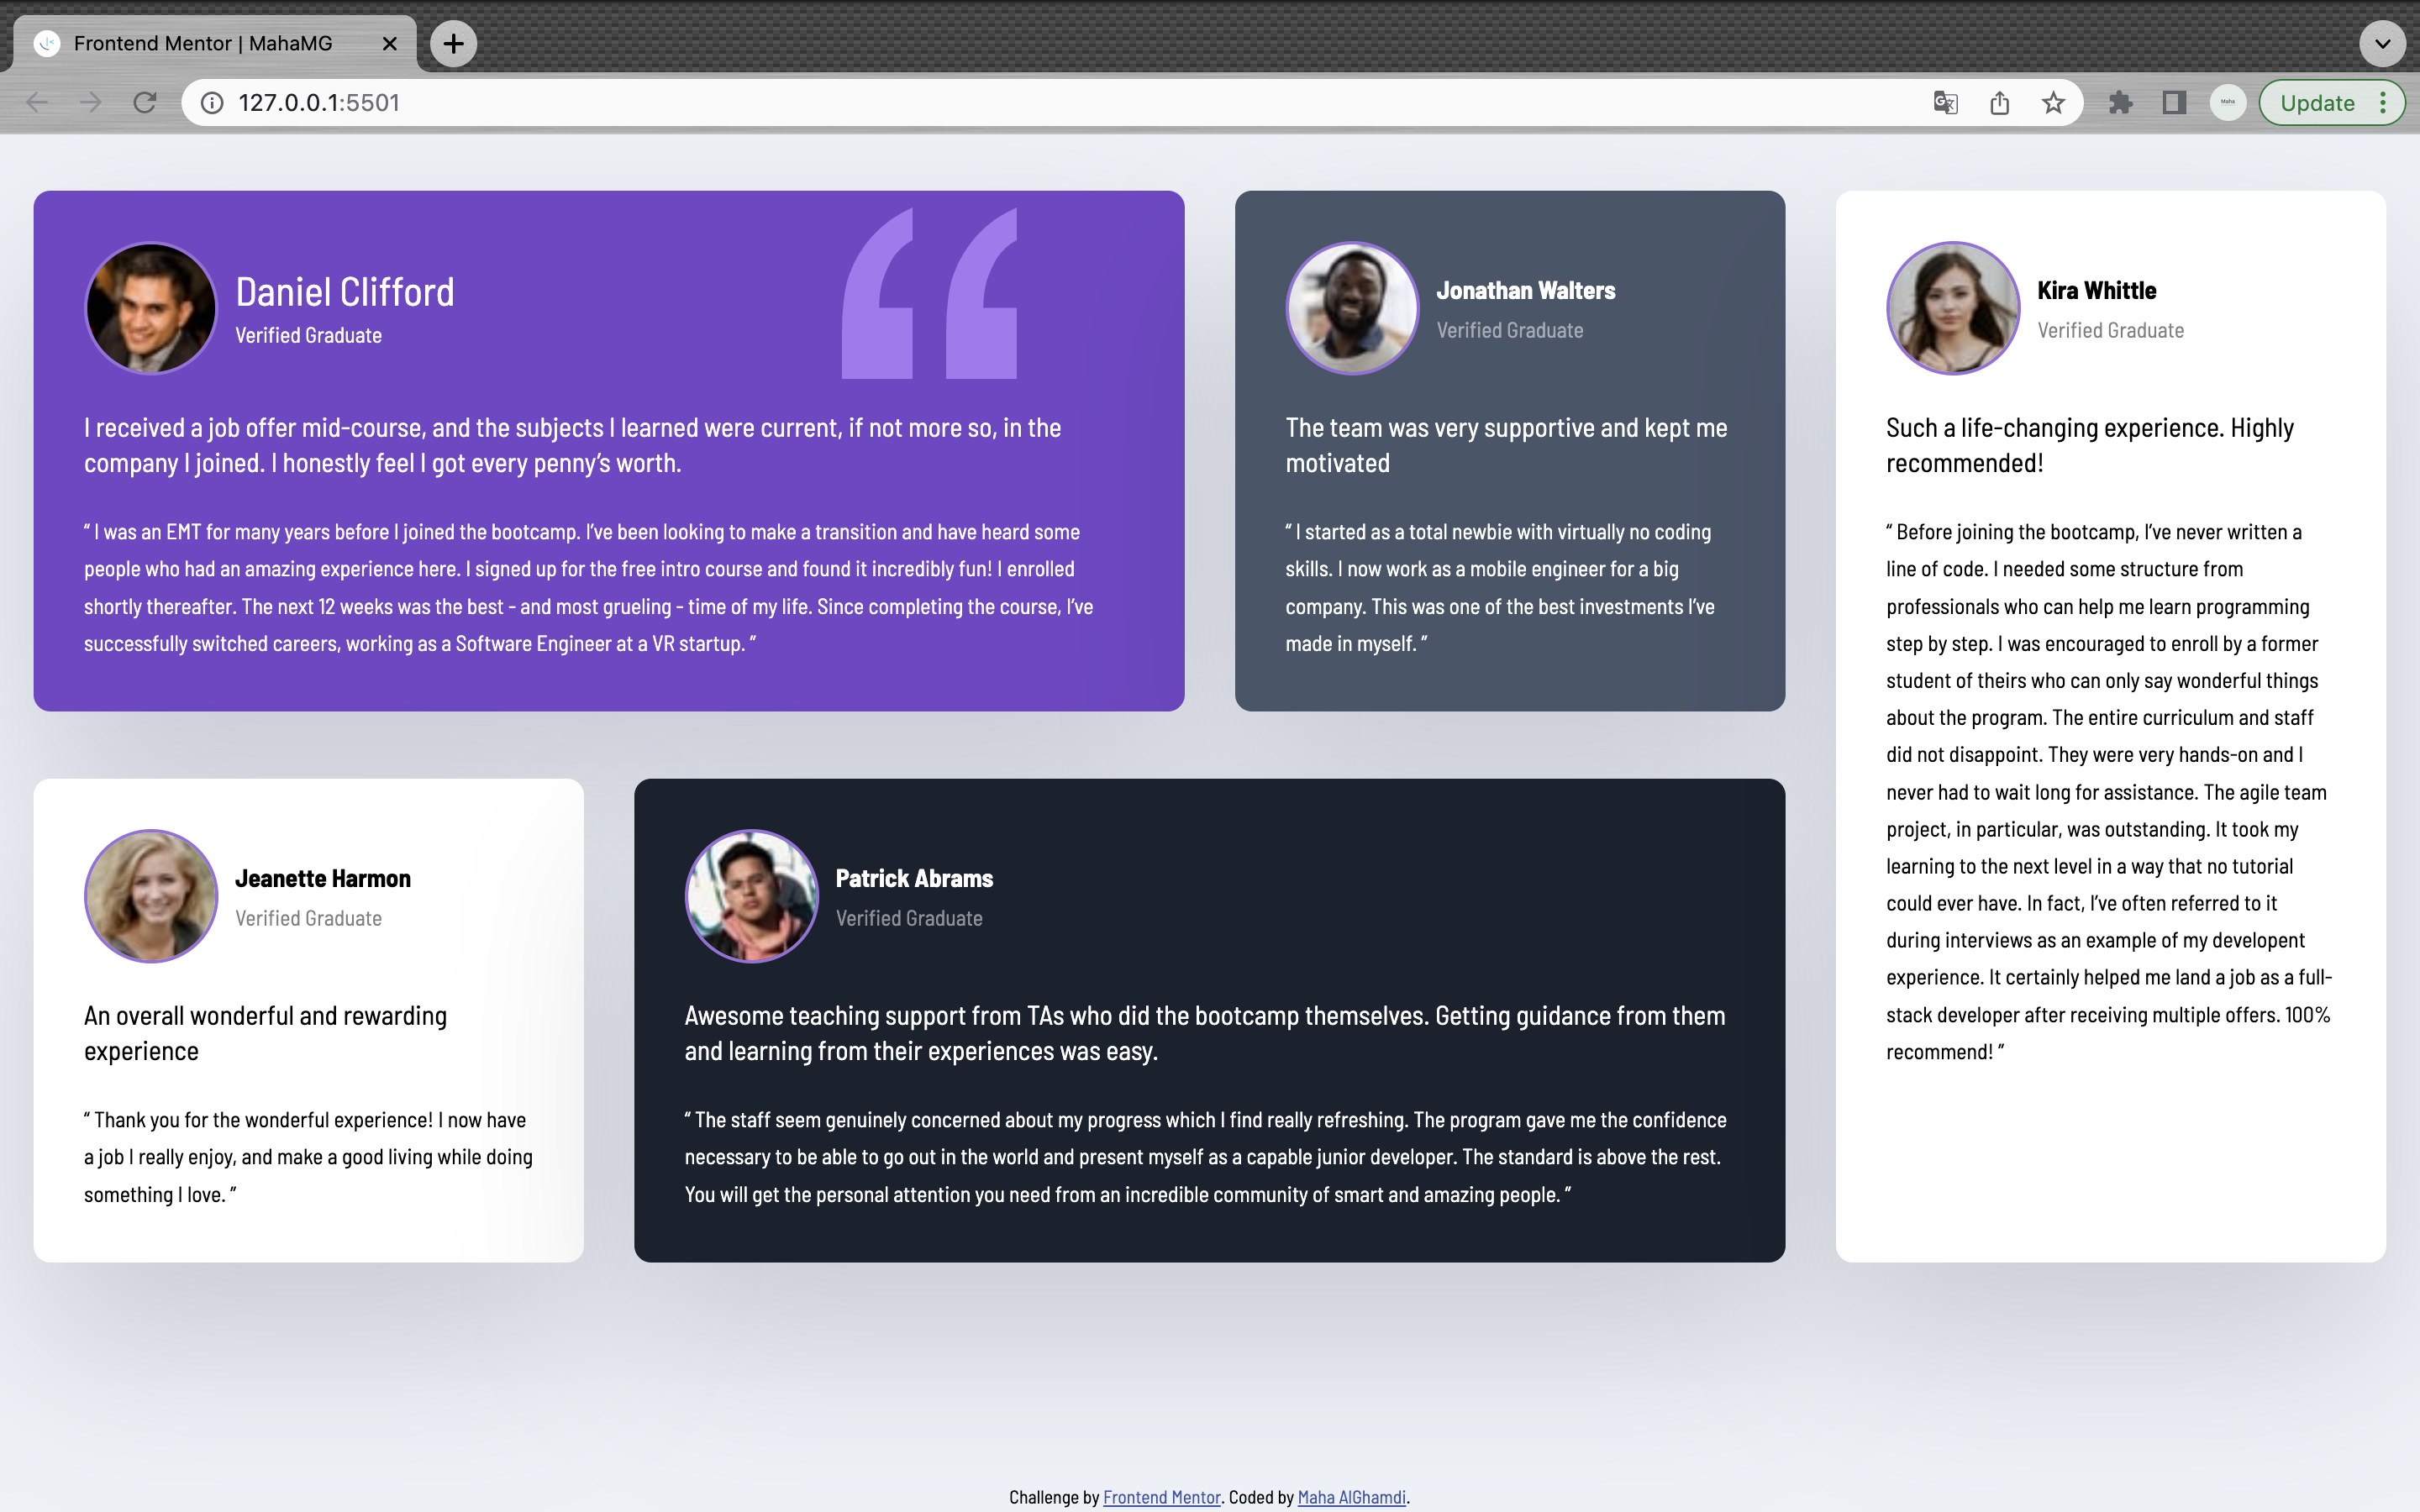 Frontend Mentor | MahaMG
127.0.0.1:5501
Maha
Update
Daniel Clifford
Verified Graduate
I received a job offer mid-course, and the subjects I learned were current, if not more so, in the
company I joined. I honestly feel I got every penny’s worth.
“ I was an EMT for many years before I joined the bootcamp. I’ve been looking to make a transition and have heard some
people who had an amazing experience here. I signed up for the free intro course and found it incredibly fun! I enrolled
shortly thereafter. The next 12 weeks was the best - and most grueling - time of my life. Since completing the course, I’ve
successfully switched careers, working as a Software Engineer at a VR startup. ”
Jonathan Walters
Verified Graduate
The team was very supportive and kept me
motivated
“ I started as a total newbie with virtually no coding
skills. I now work as a mobile engineer for a big
company. This was one of the best investments I’ve
made in myself. ”
Kira Whittle
Verified Graduate
Such a life-changing experience. Highly
recommended!
“ Before joining the bootcamp, I’ve never written a
line of code. I needed some structure from
professionals who can help me learn programming
step by step. I was encouraged to enroll by a former
student of theirs who can only say wonderful things
about the program. The entire curriculum and staff
did not disappoint. They were very hands-on and I
never had to wait long for assistance. The agile team
project, in particular, was outstanding. It took my
learning to the next level in a way that no tutorial
could ever have. In fact, I’ve often referred to it
during interviews as an example of my developent
experience. It certainly helped me land a job as a full-
stack developer after receiving multiple offers. 100%
recommend! ”
Jeanette Harmon
Verified Graduate
An overall wonderful and rewarding
experience
“ Thank you for the wonderful experience! I now have
a job I really enjoy, and make a good living while doing
something I love. ”
Patrick Abrams
Verified Graduate
Awesome teaching support from TAs who did the bootcamp themselves. Getting guidance from them
and learning from their experiences was easy.
“ The staff seem genuinely concerned about my progress which I find really refreshing. The program gave me the confidence
necessary to be able to go out in the world and present myself as a capable junior developer. The standard is above the rest.
You will get the personal attention you need from an incredible community of smart and amazing people. ”
Challenge by Frontend Mentor. Coded by Maha AlGhamdi.